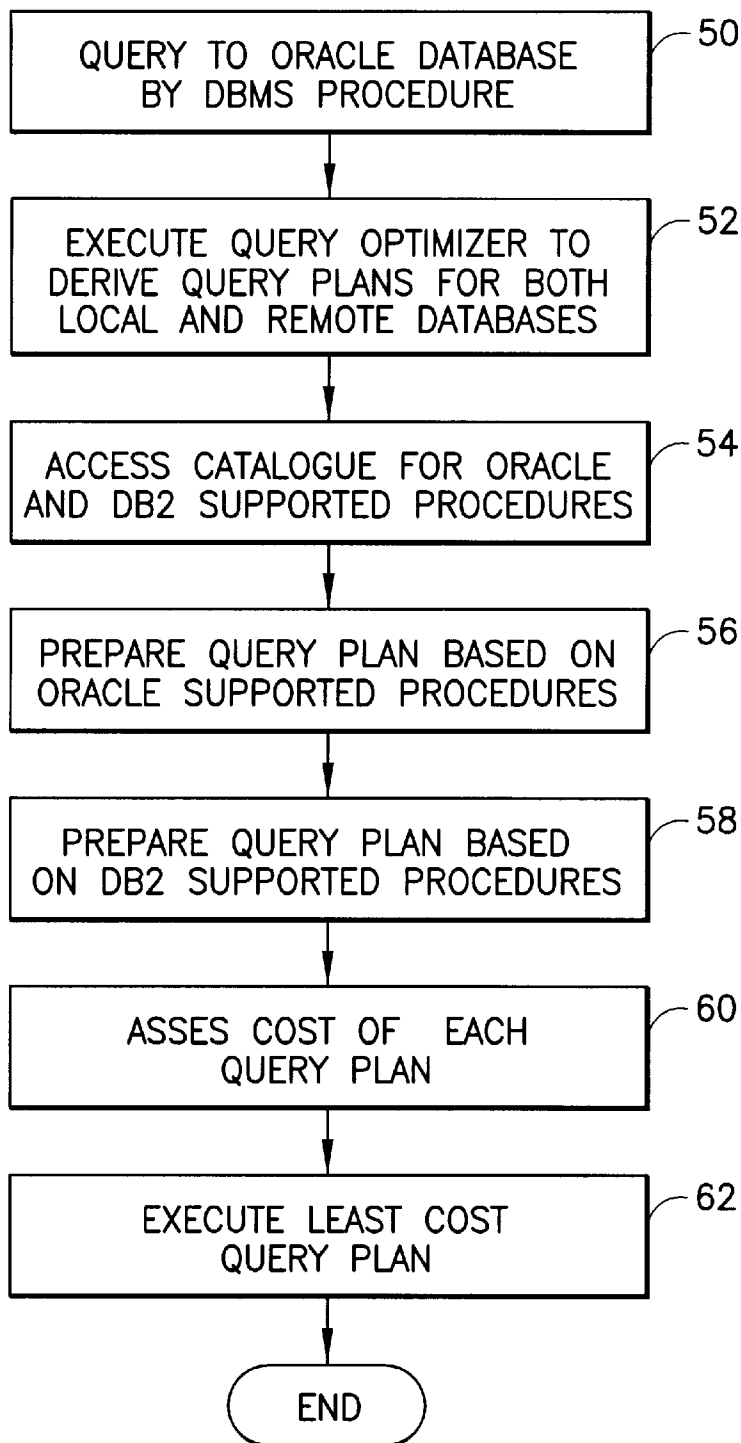 QUERY TO ORACLE DATABASE
BY DBMS PROCEDURE
50
EXECUTE QUERY OPTIMIZER TO
DERIVE QUERY PLANS FOR BOTH
LOCAL AND REMOTE DATABASES
52
ACCESS CATALOGUE FOR ORACLE
AND DB2 SUPPORTED PROCEDURES
54
PREPARE QUERY PLAN BASED ON
ORACLE SUPPORTED PROCEDURES
56
PREPARE QUERY PLAN BASED
ON DB2 SUPPORTED PROCEDURES
58
ASSES COST OF EACH
QUERY PLAN
60
EXECUTE LEAST COST
QUERY PLAN
62
END